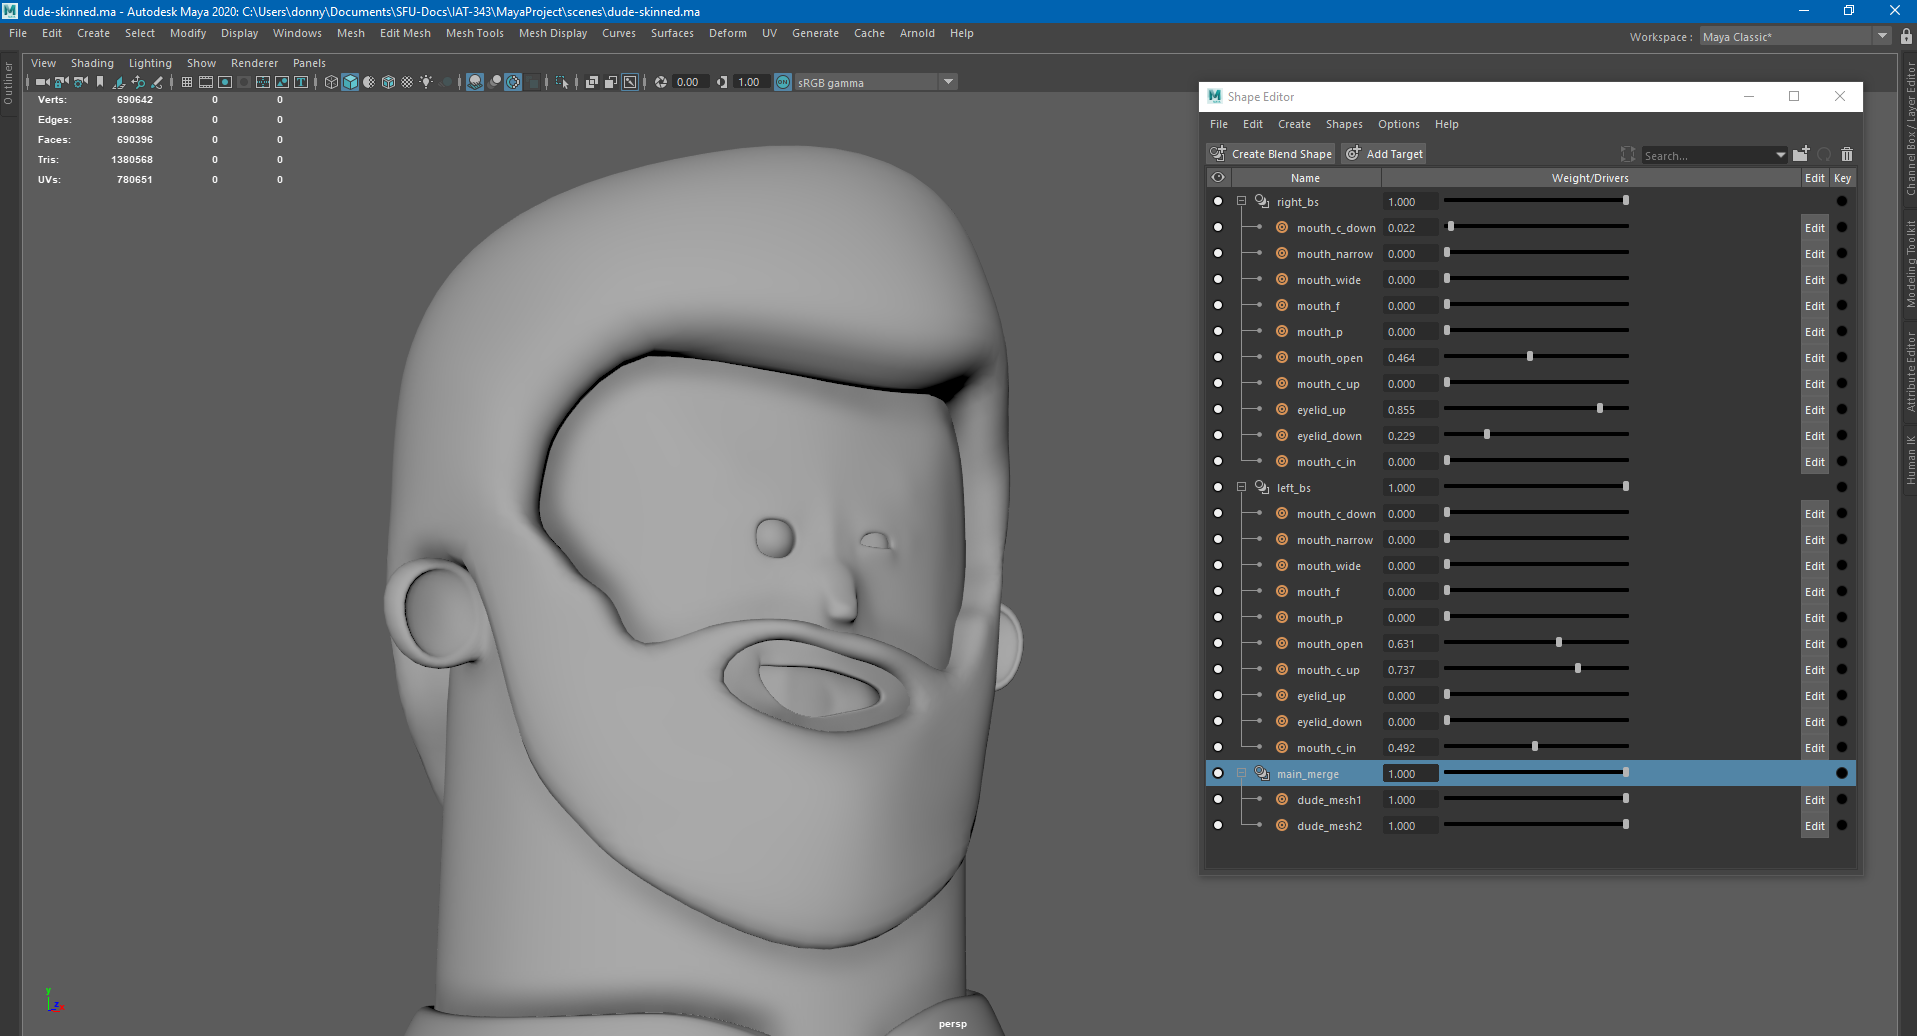 dude-skinned.ma - Autodesk Maya 2020: C:\Users\donny\Documents\SFU-Docs\IAT-343\MayaProject\scenes\dude-skinned.ma
File Edit Create Select Modify Display Windows Mesh Edit Mesh Mesh Tools Mesh Display Curves Surfaces Deform UV Generate Cache Arnold Help
Workspace : Maya Classic*
View Shading Lighting Show Renderer Panels
0.00 1.00 ON sRGB gamma
Outliner
Verts: 690642 0 0
Edges: 1380988 0 0
Faces: 690396 0 0
Tris: 1380568 0 0
UVs: 780651 0 0
persp
y
z
x
Shape Editor
File Edit Create Shapes Options Help
Create Blend Shape Add Target Search...
Name Weight/Drivers Edit Key
right_bs 1.000
mouth_c_down 0.022 Edit
mouth_narrow 0.000 Edit
mouth_wide 0.000 Edit
mouth_f 0.000 Edit
mouth_p 0.000 Edit
mouth_open 0.464 Edit
mouth_c_up 0.000 Edit
eyelid_up 0.855 Edit
eyelid_down 0.229 Edit
mouth_c_in 0.000 Edit
left_bs 1.000
mouth_c_down 0.000 Edit
mouth_narrow 0.000 Edit
mouth_wide 0.000 Edit
mouth_f 0.000 Edit
mouth_p 0.000 Edit
mouth_open 0.631 Edit
mouth_c_up 0.737 Edit
eyelid_up 0.000 Edit
eyelid_down 0.000 Edit
mouth_c_in 0.492 Edit
main_merge 1.000
dude_mesh1 1.000 Edit
dude_mesh2 1.000 Edit
Channel Box / Layer Editor
Modeling Toolkit
Attribute Editor
Human IK